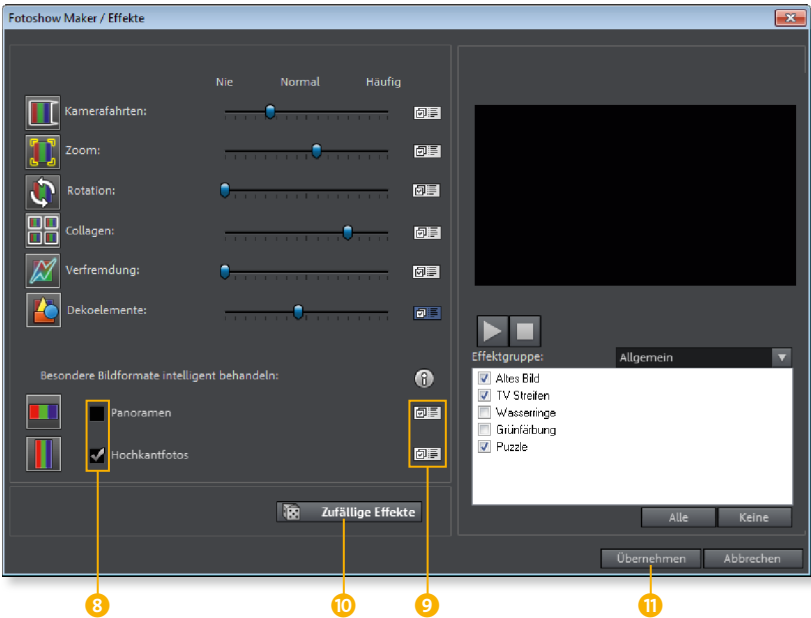 Fotoshow Maker / Effekte
Nie Normal Häufig
Kamerafahrten:
Zoom:
Rotation:
Collagen:
Verfremdung:
Dekoelemente:
Besondere Bildformate intelligent behandeln:
Panoramen
Hochkantfotos
Zufällige Effekte
Effektgruppe: Allgemein
Altes Bild
TV Streifen
Wasserringe
Grünfärbung
Puzzle
Alle Keine
Übernehmen Abbrechen
8 10 9 11